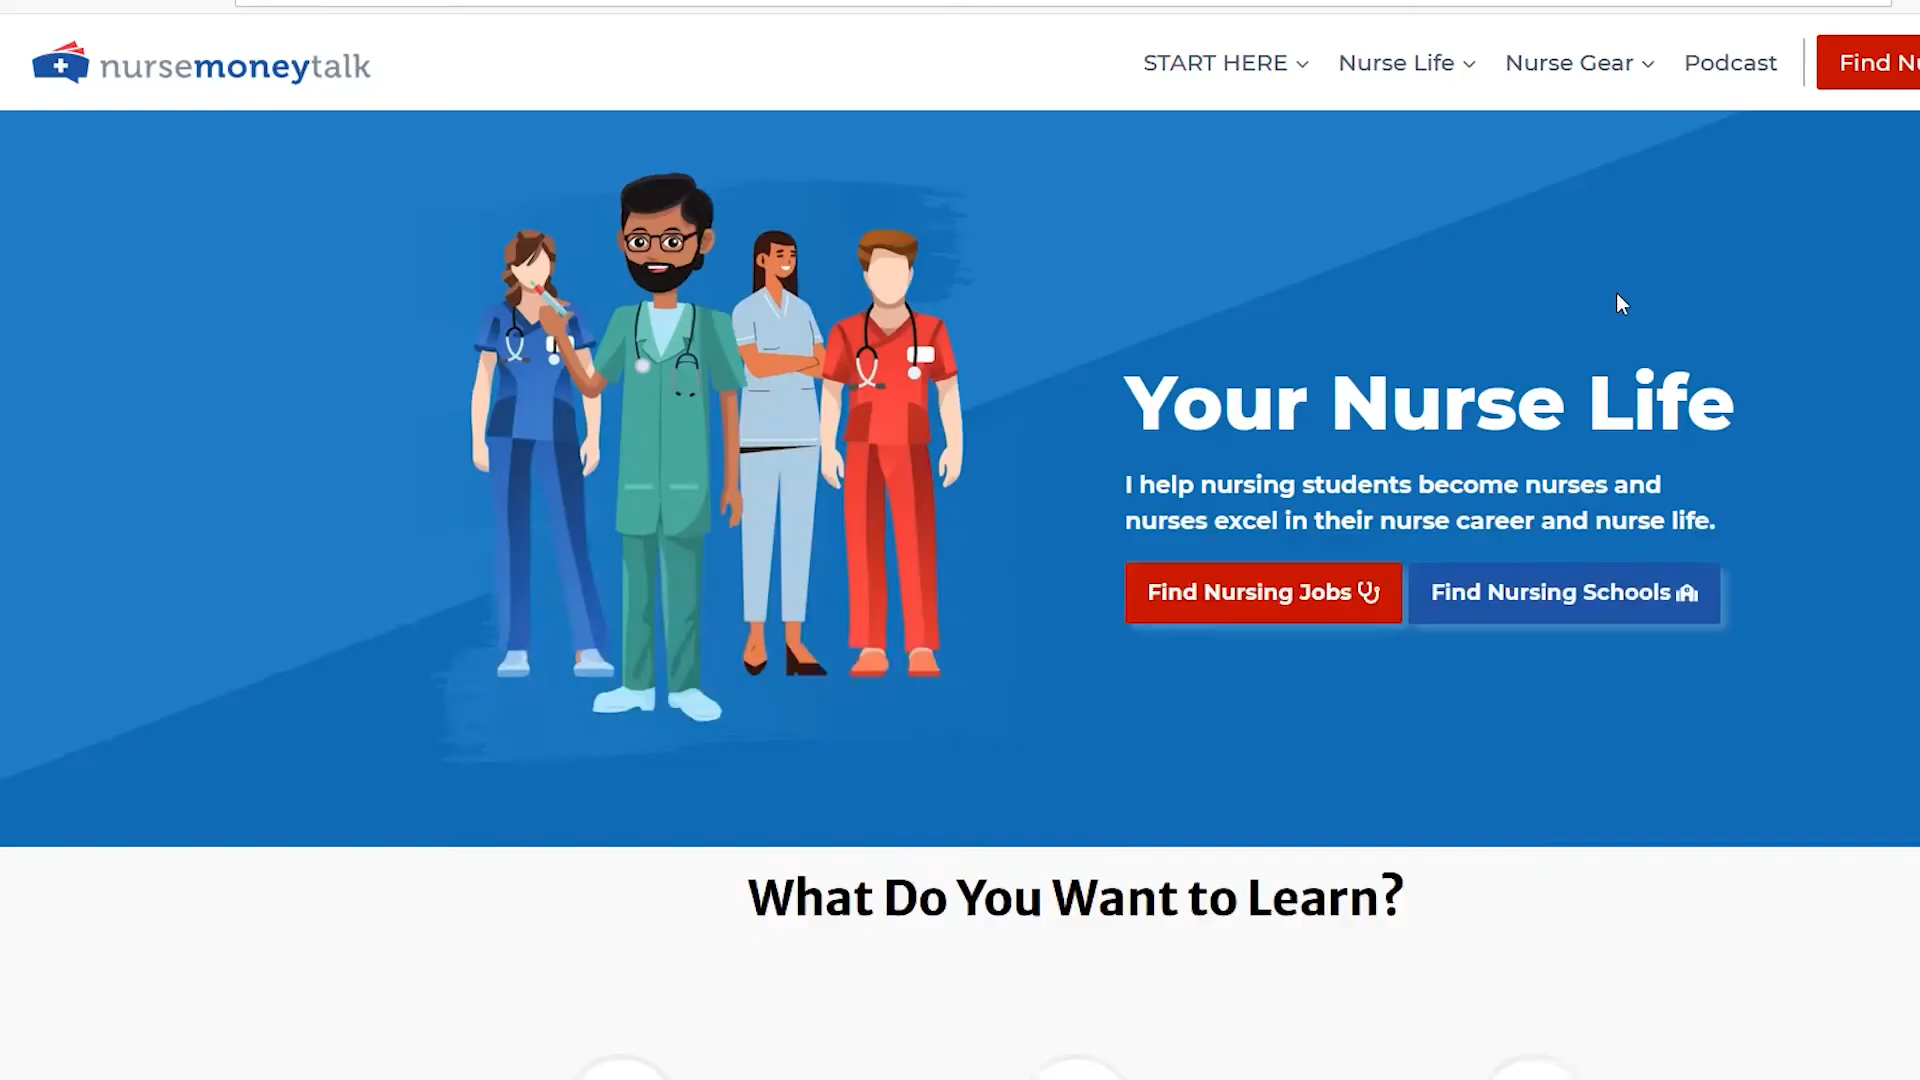 nursemoneytalk
START HERE
Nurse Life
Nurse Gear
Podcast
Find Nu
Your Nurse Life
I help nursing students become nurses and
nurses excel in their nurse career and nurse life.
Find Nursing Jobs
Find Nursing Schools
What Do You Want to Learn?